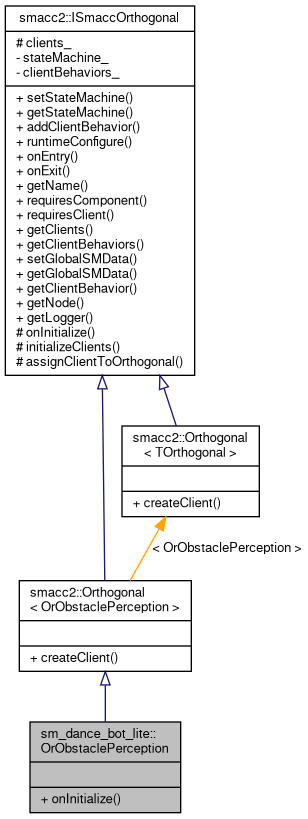 smacc2::ISmaccOrthogonal
# clients_
- stateMachine_
- clientBehaviors_
+ setStateMachine()
+ getStateMachine()
+ addClientBehavior()
+ runtimeConfigure()
+ onEntry()
+ onExit()
+ getName()
+ requiresComponent()
+ requiresClient()
+ getClients()
+ getClientBehaviors()
+ setGlobalSMData()
+ getGlobalSMData()
+ getClientBehavior()
+ getNode()
+ getLogger()
# onInitialize()
# initializeClients()
# assignClientToOrthogonal()
smacc2::Orthogonal
< TOrthogonal >
+ createClient()
< OrObstaclePerception >
smacc2::Orthogonal
< OrObstaclePerception >
+ createClient()
sm_dance_bot_lite::
OrObstaclePerception
+ onInitialize()